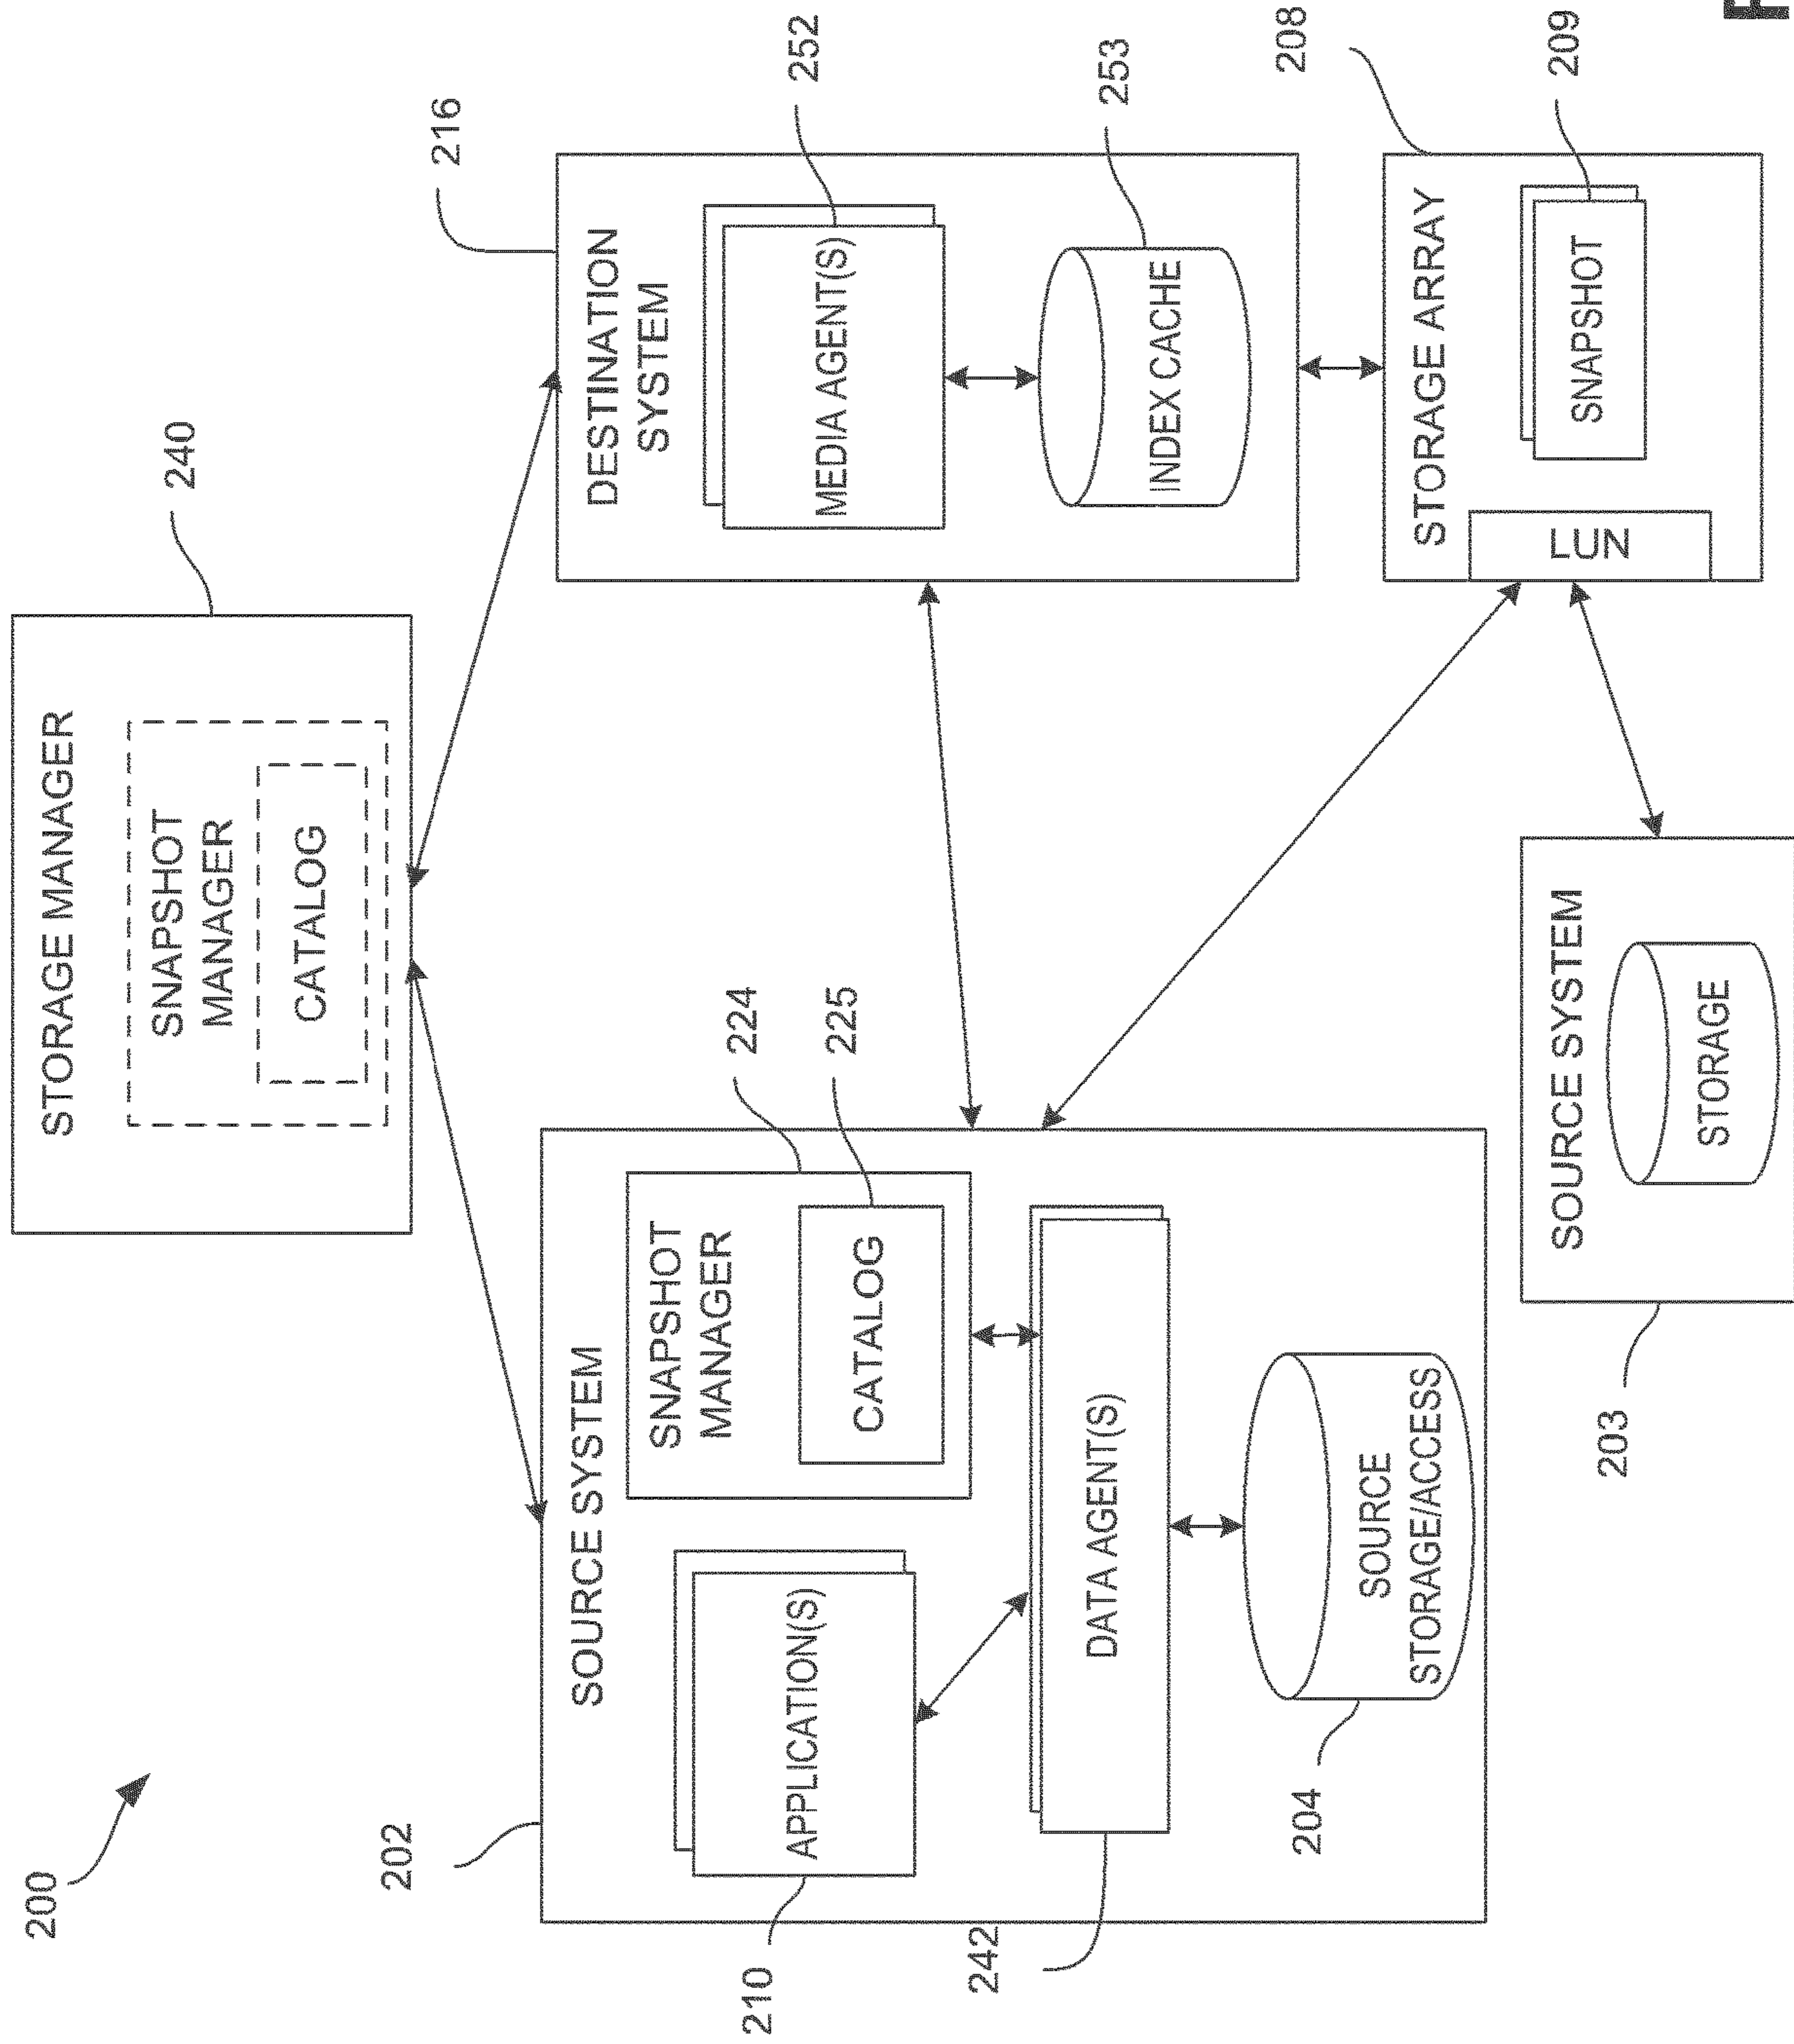 200
STORAGE MANAGER
SNAPSHOT
MANAGER
CATALOG
240
202
SOURCE SYSTEM
APPLICATION(S)
210
SNAPSHOT
MANAGER
CATALOG
224
225
DATA AGENT(S)
242
SOURCE
STORAGE/ACCESS
204
DESTINATION
SYSTEM
216
MEDIA AGENT(S)
252
INDEX CACHE
253
STORAGE ARRAY
208
LUN
SNAPSHOT
209
SOURCE SYSTEM
STORAGE
203